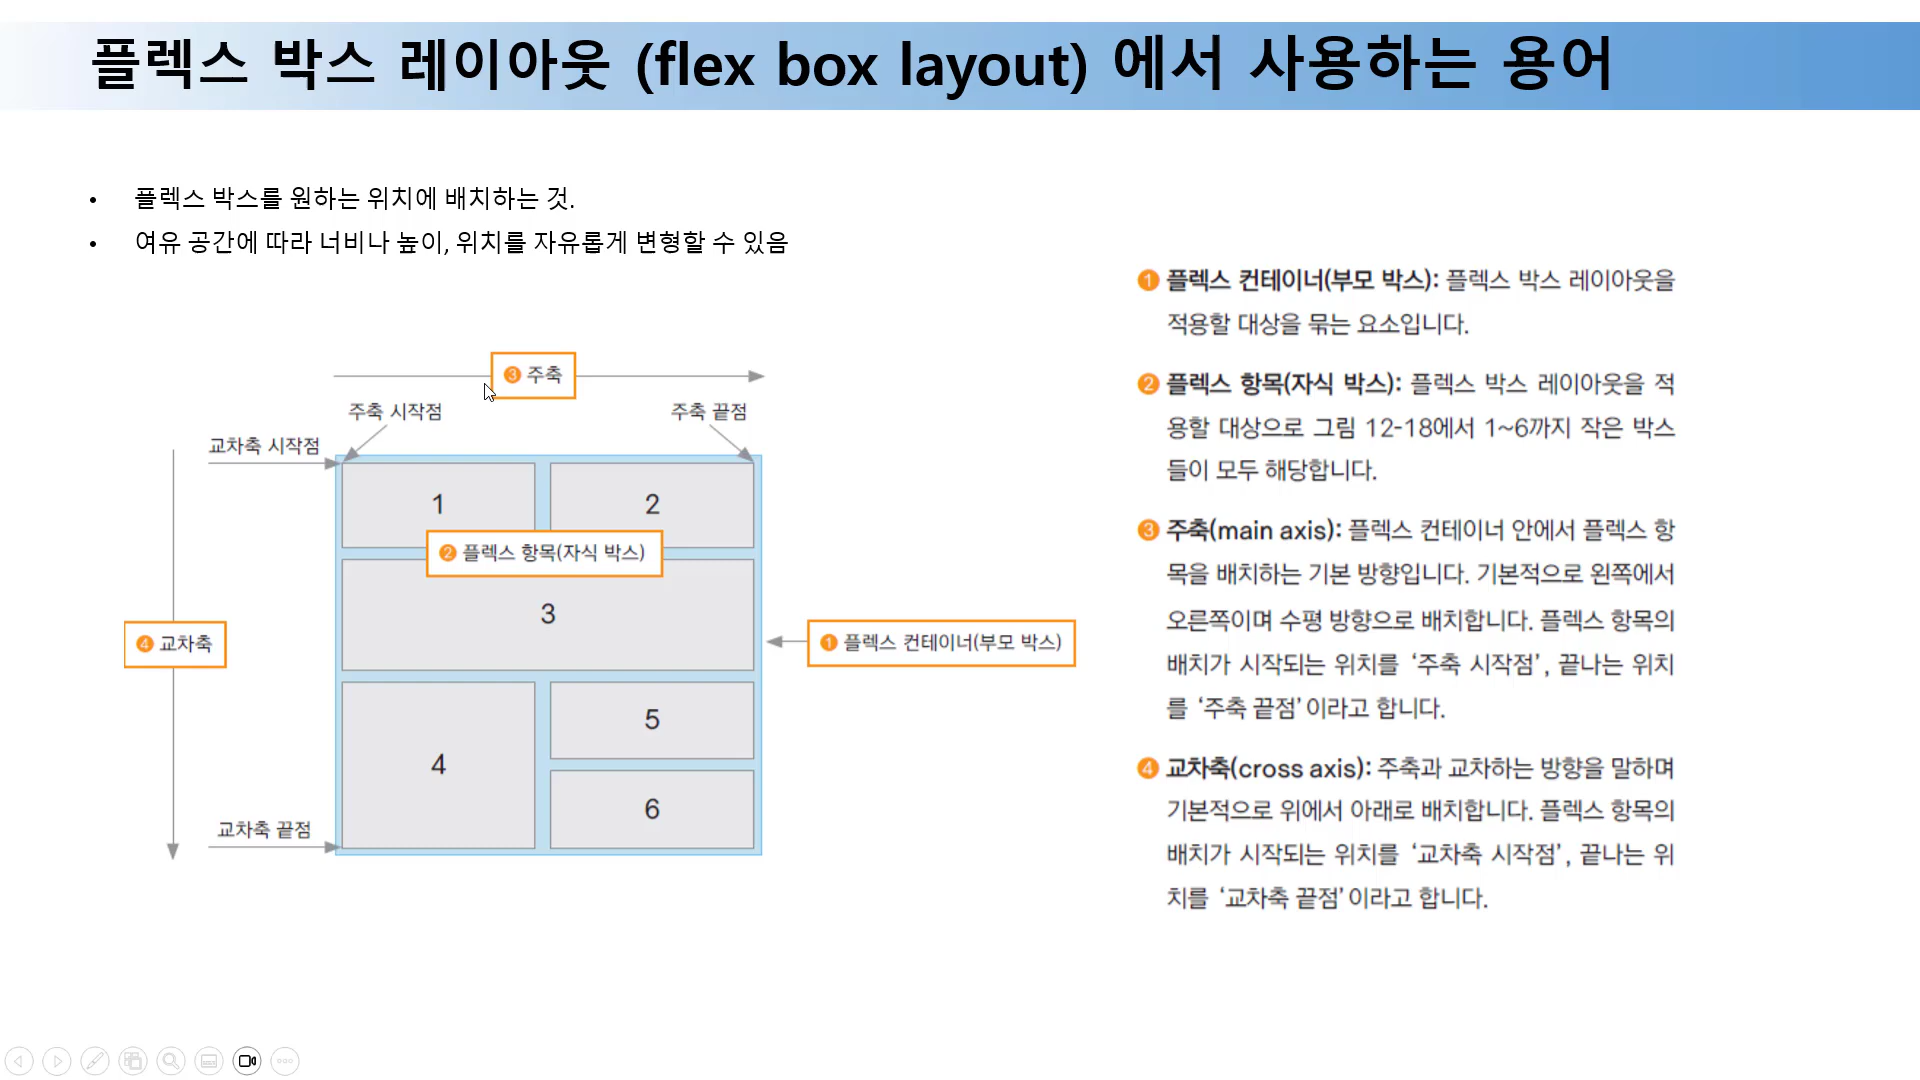 플렉스 박스 레이아웃 (flex box layout) 에서 사용하는 용어
• 플렉스 박스를 원하는 위치에 배치하는 것.
• 여유 공간에 따라 너비나 높이, 위치를 자유롭게 변형할 수 있음
3 주축
주축 시작점
주축 끝점
교차축 시작점
1
2
2 플렉스 항목(자식 박스)
3
4 교차축
1 플렉스 컨테이너(부모 박스)
4
5
6
교차축 끝점
1 플렉스 컨테이너(부모 박스): 플렉스 박스 레이아웃을
적용할 대상을 묶는 요소입니다.
2 플렉스 항목(자식 박스): 플렉스 박스 레이아웃을 적
용할 대상으로 그림 12-18에서 1~6까지 작은 박스
들이 모두 해당합니다.
3 주축(main axis): 플렉스 컨테이너 안에서 플렉스 항
목을 배치하는 기본 방향입니다. 기본적으로 왼쪽에서
오른쪽이며 수평 방향으로 배치합니다. 플렉스 항목의
배치가 시작되는 위치를 ‘주축 시작점’, 끝나는 위치
를 ‘주축 끝점’이라고 합니다.
4 교차축(cross axis): 주축과 교차하는 방향을 말하며
기본적으로 위에서 아래로 배치합니다. 플렉스 항목의
배치가 시작되는 위치를 ‘교차축 시작점’, 끝나는 위
치를 ‘교차축 끝점’이라고 합니다.